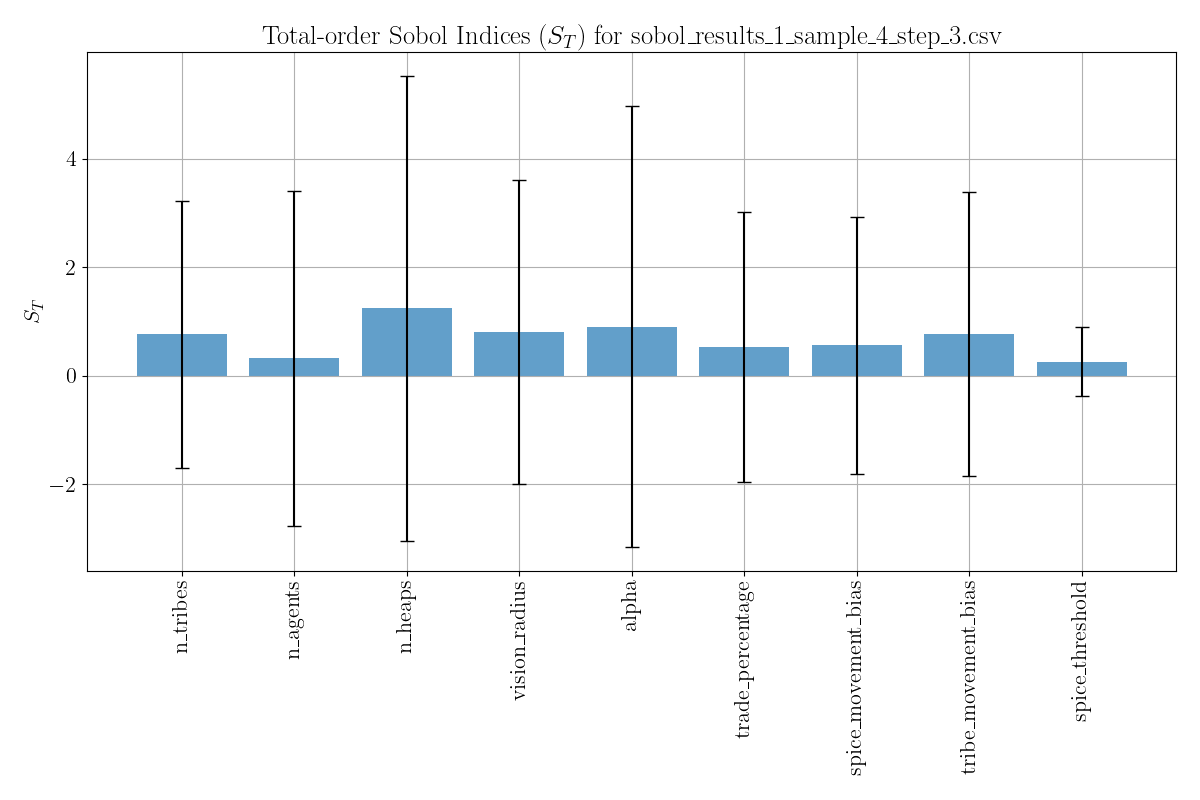 Total-order Sobol Indices (S_T) for sobol_results_1_sample_4_step_3.csv
S_T
4
2
0
−2
n_tribes
n_agents
n_heaps
vision_radius
alpha
trade_percentage
spice_movement_bias
tribe_movement_bias
spice_threshold